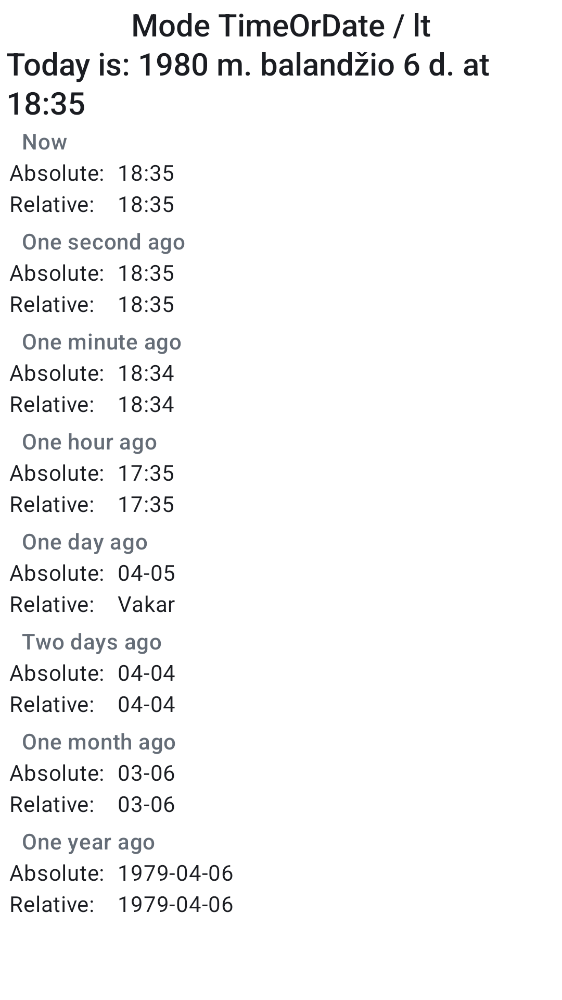 Mode TimeOrDate / lt
Today is: 1980 m. balandžio 6 d. at
18:35
Now
Absolute: 18:35
Relative: 18:35
One second ago
Absolute: 18:35
Relative: 18:35
One minute ago
Absolute: 18:34
Relative: 18:34
One hour ago
Absolute: 17:35
Relative: 17:35
One day ago
Absolute: 04-05
Relative: Vakar
Two days ago
Absolute: 04-04
Relative: 04-04
One month ago
Absolute: 03-06
Relative: 03-06
One year ago
Absolute: 1979-04-06
Relative: 1979-04-06